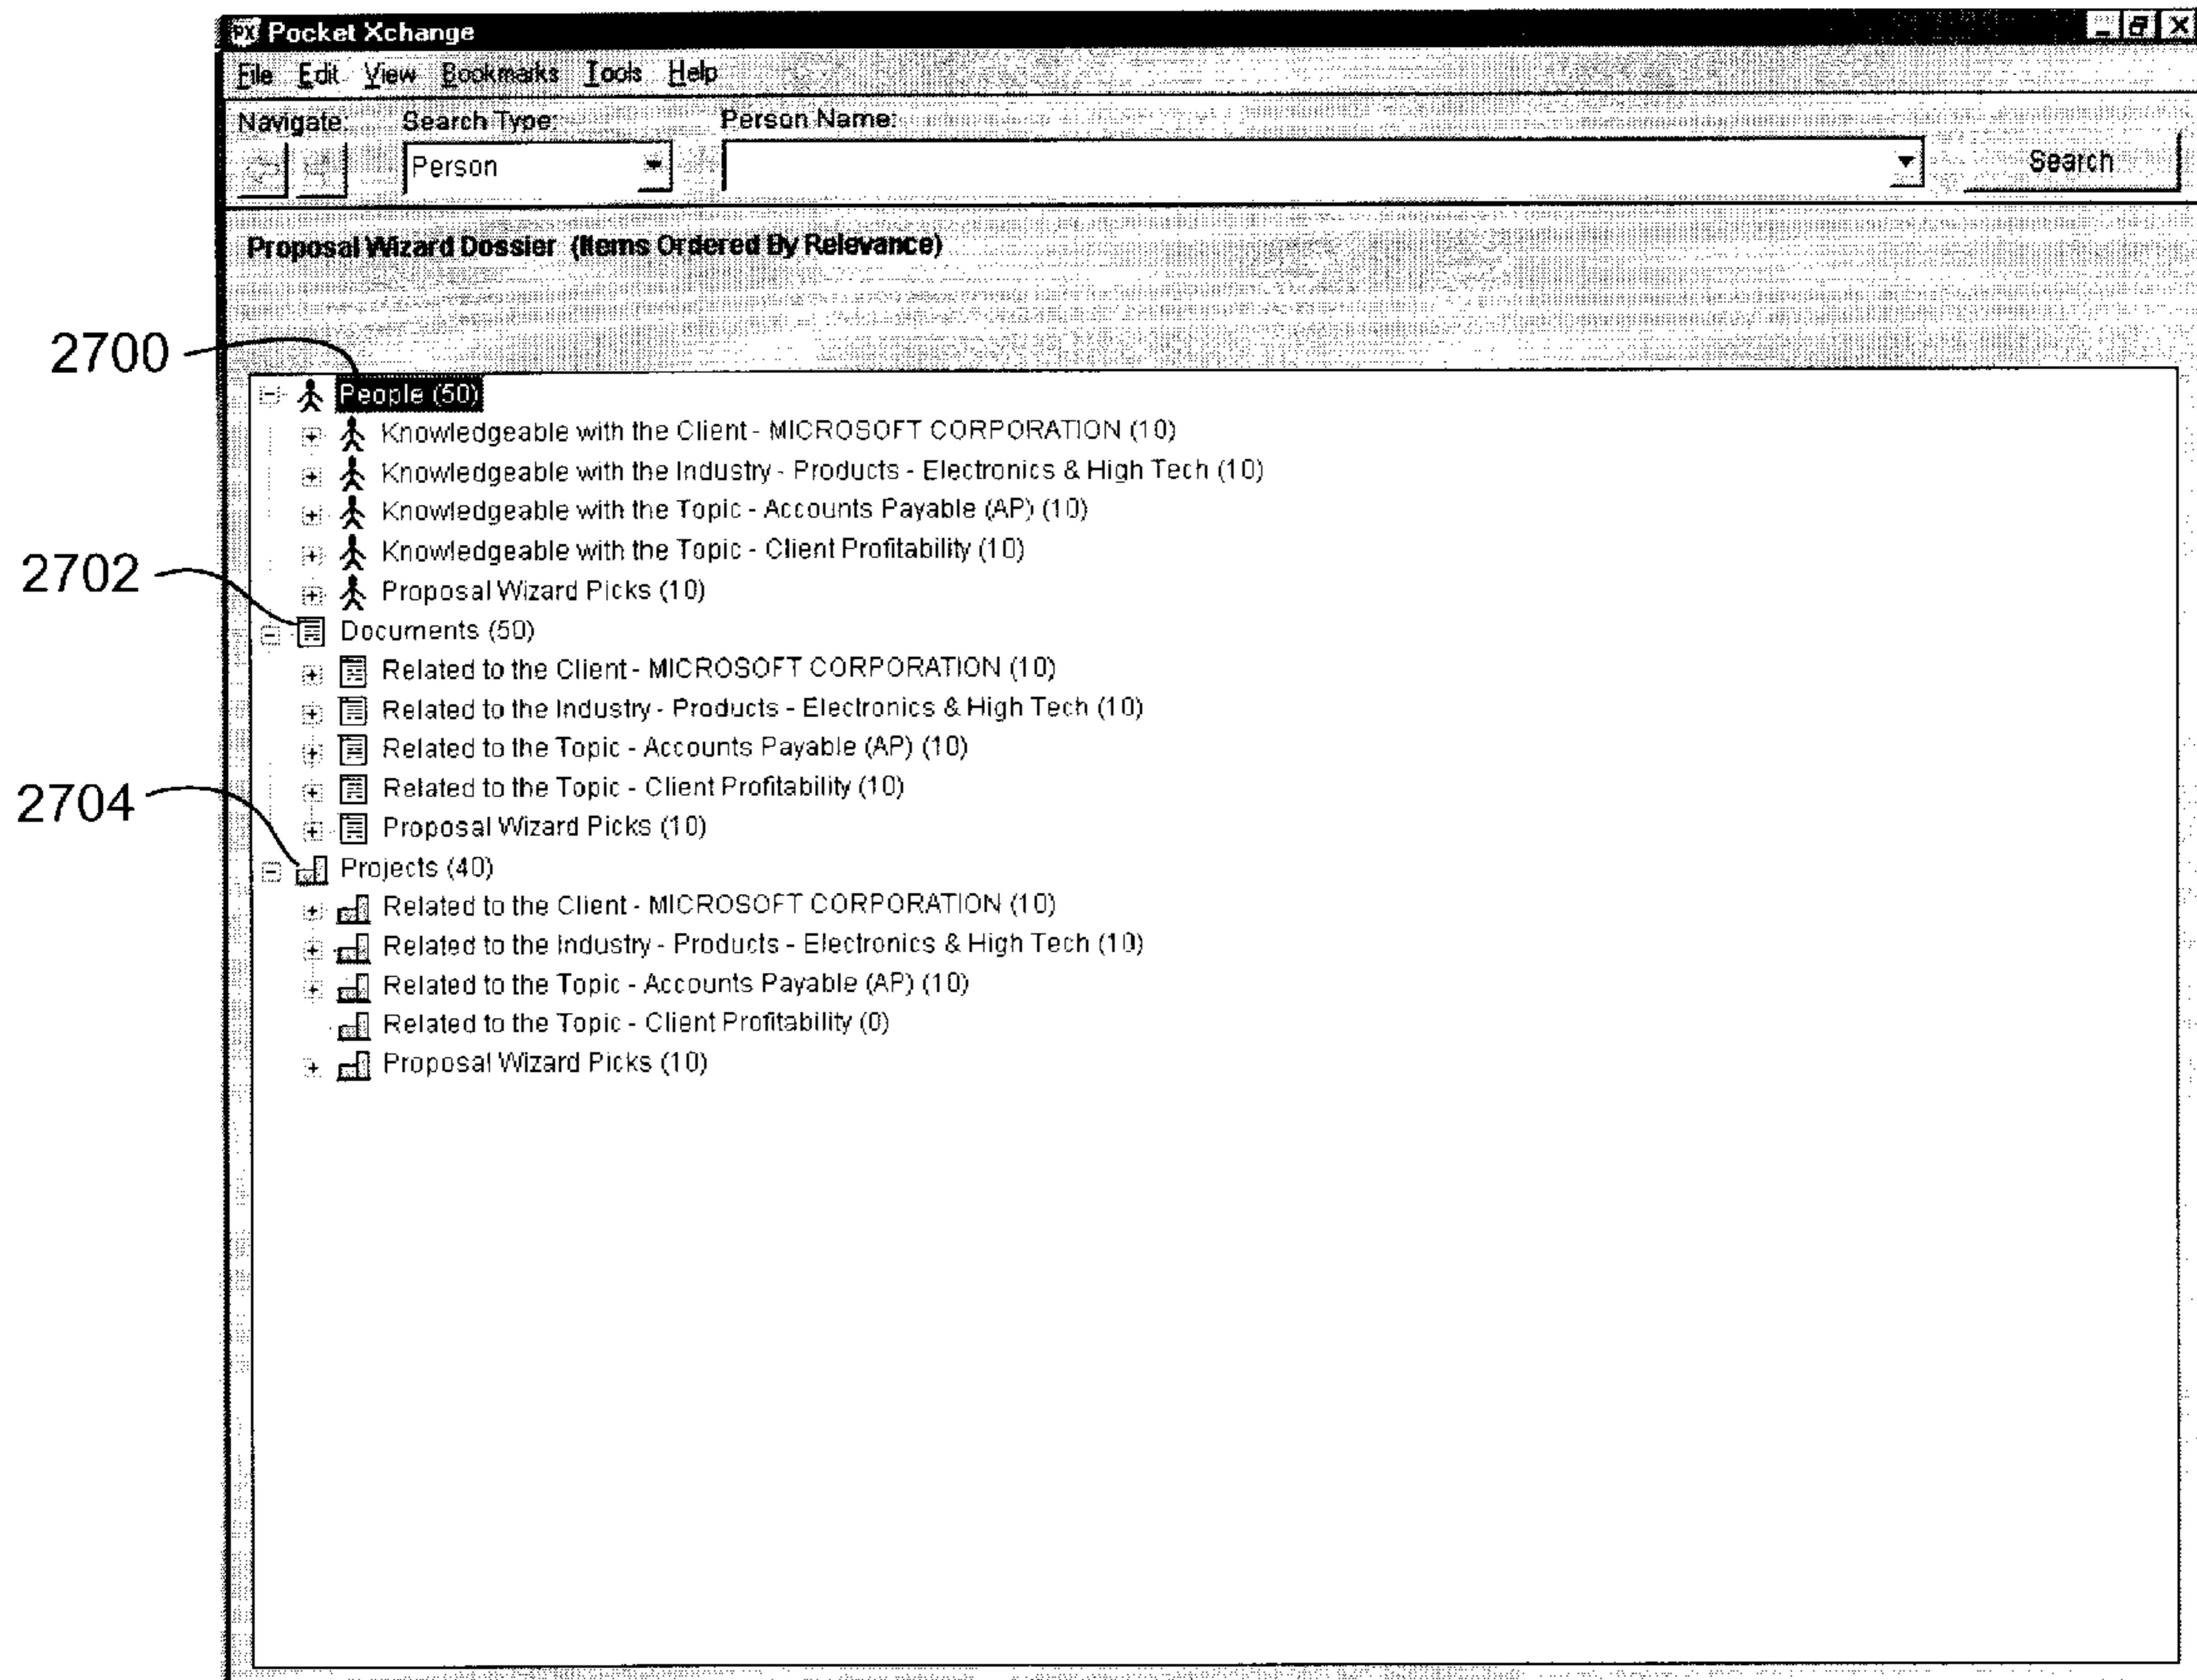 PX Pocket Xchange
File Edit View Bookmarks Tools Help
Navigate: Search Type: Person Name:
Person Search
Proposal Wizard Dossier (Items Ordered By Relevance)
2700
People (50)
Knowledgeable with the Client - MICROSOFT CORPORATION (10)
Knowledgeable with the Industry - Products - Electronics & High Tech (10)
Knowledgeable with the Topic - Accounts Payable (AP) (10)
Knowledgeable with the Topic - Client Profitability (10)
2702
Proposal Wizard Picks (10)
Documents (50)
Related to the Client - MICROSOFT CORPORATION (10)
Related to the Industry - Products - Electronics & High Tech (10)
Related to the Topic - Accounts Payable (AP) (10)
Related to the Topic - Client Profitability (10)
2704
Proposal Wizard Picks (10)
Projects (40)
Related to the Client - MICROSOFT CORPORATION (10)
Related to the Industry - Products - Electronics & High Tech (10)
Related to the Topic - Accounts Payable (AP) (10)
Related to the Topic - Client Profitability (0)
Proposal Wizard Picks (10)